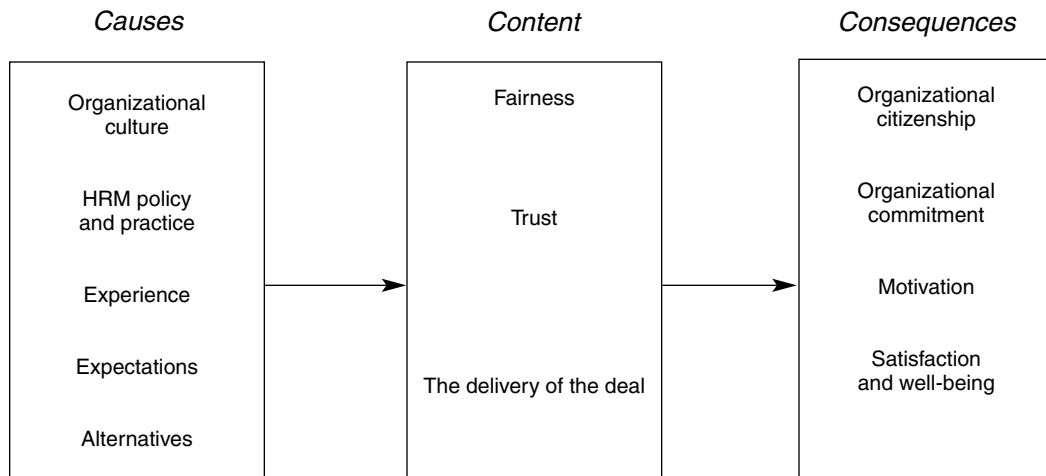 Causes
Content
Consequences
Organizational
culture
HRM policy
and practice
Experience
Expectations
Alternatives
Fairness
Trust
The delivery of the deal
Organizational
citizenship
Organizational
commitment
Motivation
Satisfaction
and well-being